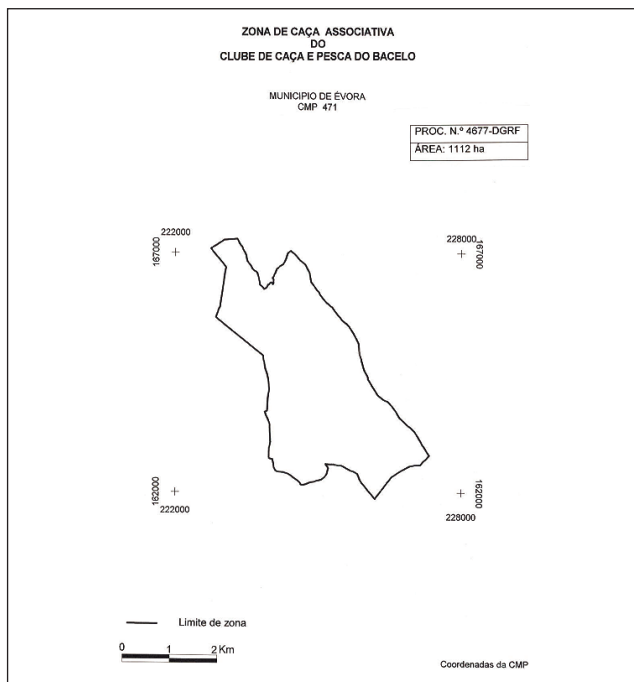 ZONA DE CAÇA ASSOCIATIVA
DO
CLUBE DE CAÇA E PESCA DO BACELO
MUNICIPIO DE ÉVORA
CMP 471
PROC. N.º 4677-DGRF
ÁREA: 1112 ha
222000
167000
228000
167000
162000
222000
162000
228000
Limite de zona
0 1 2 Km
Coordenadas da CMP